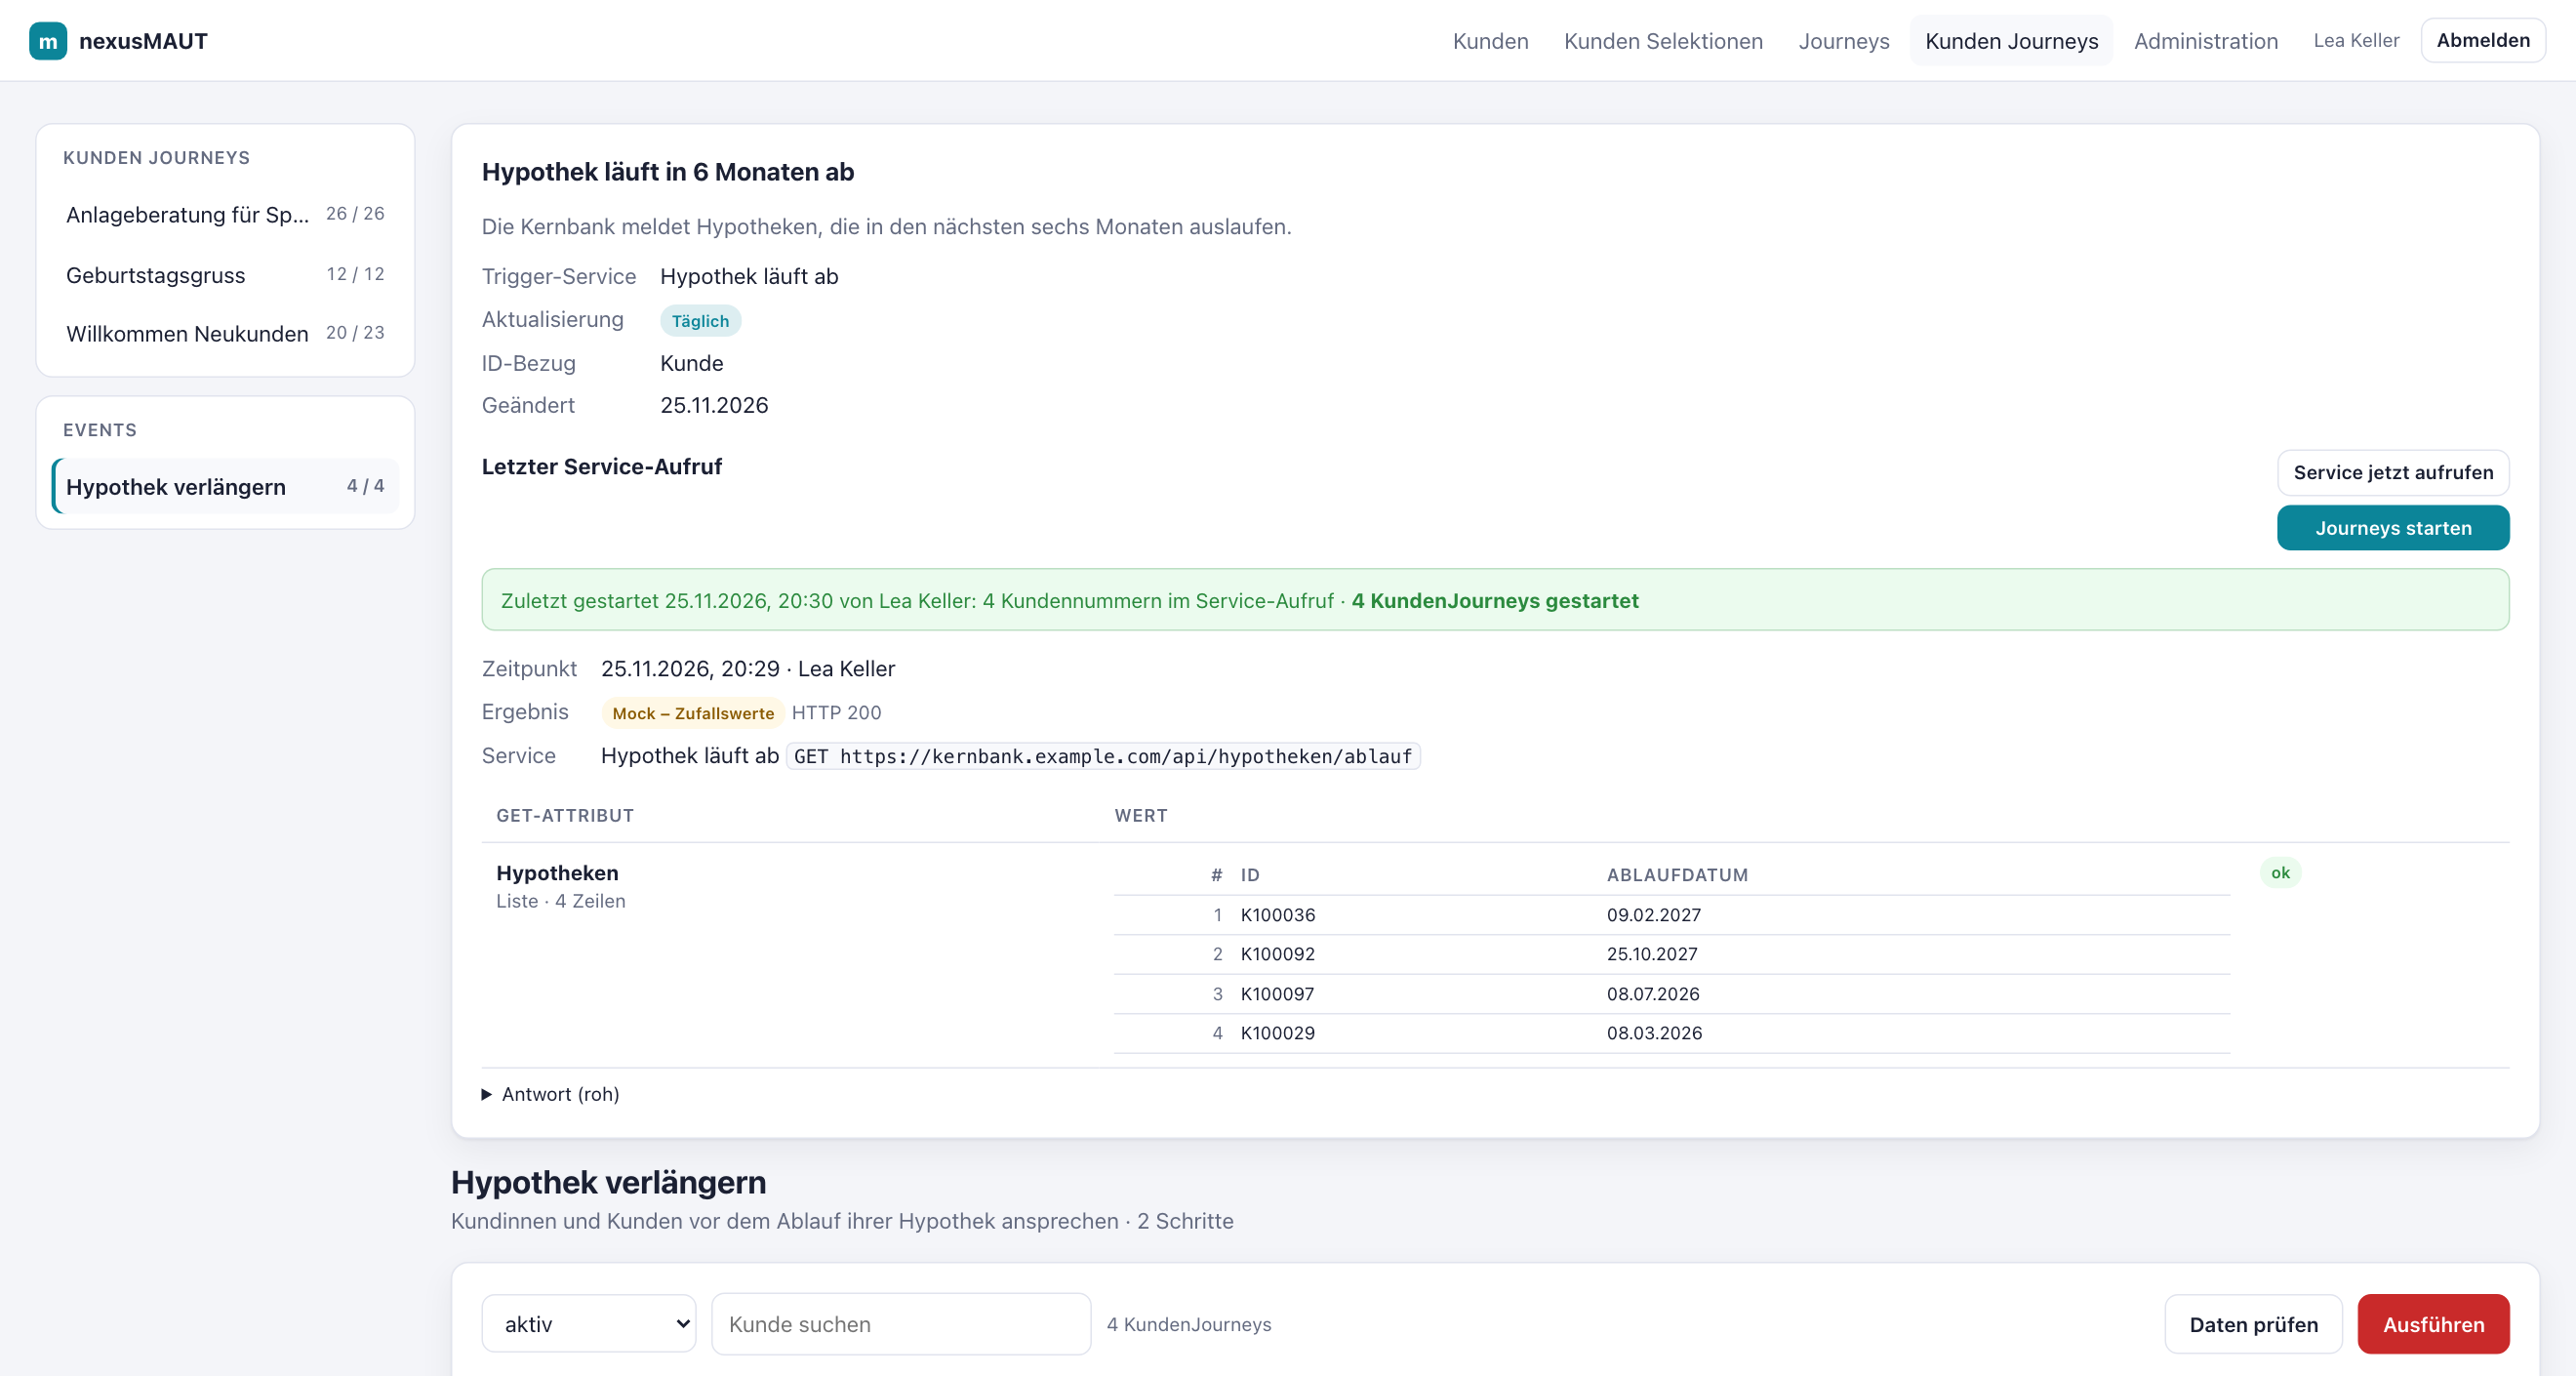 m nexusMAUT Kunden Kunden Selektionen Journeys Kunden Journeys Administration Lea Keller Abmelden
KUNDEN JOURNEYS
Anlageberatung für Sp... 26 / 26
Geburtstagsgruss 12 / 12
Willkommen Neukunden 20 / 23
EVENTS
Hypothek verlängern 4 / 4
Hypothek läuft in 6 Monaten ab
Die Kernbank meldet Hypotheken, die in den nächsten sechs Monaten auslaufen.
Trigger-Service Hypothek läuft ab
Aktualisierung Täglich
ID-Bezug Kunde
Geändert 25.11.2026
Letzter Service-Aufruf
Service jetzt aufrufen
Journeys starten
Zuletzt gestartet 25.11.2026, 20:30 von Lea Keller: 4 Kundennummern im Service-Aufruf · 4 KundenJourneys gestartet
Zeitpunkt 25.11.2026, 20:29 · Lea Keller
Ergebnis Mock – Zufallswerte HTTP 200
Service Hypothek läuft ab GET https://kernbank.example.com/api/hypotheken/ablauf
GET-ATTRIBUT WERT
Hypotheken
Liste · 4 Zeilen
# ID ABLAUFDATUM ok
1 K100036 09.02.2027
2 K100092 25.10.2027
3 K100097 08.07.2026
4 K100029 08.03.2026
Antwort (roh)
Hypothek verlängern
Kundinnen und Kunden vor dem Ablauf ihrer Hypothek ansprechen · 2 Schritte
aktiv Kunde suchen 4 KundenJourneys Daten prüfen Ausführen